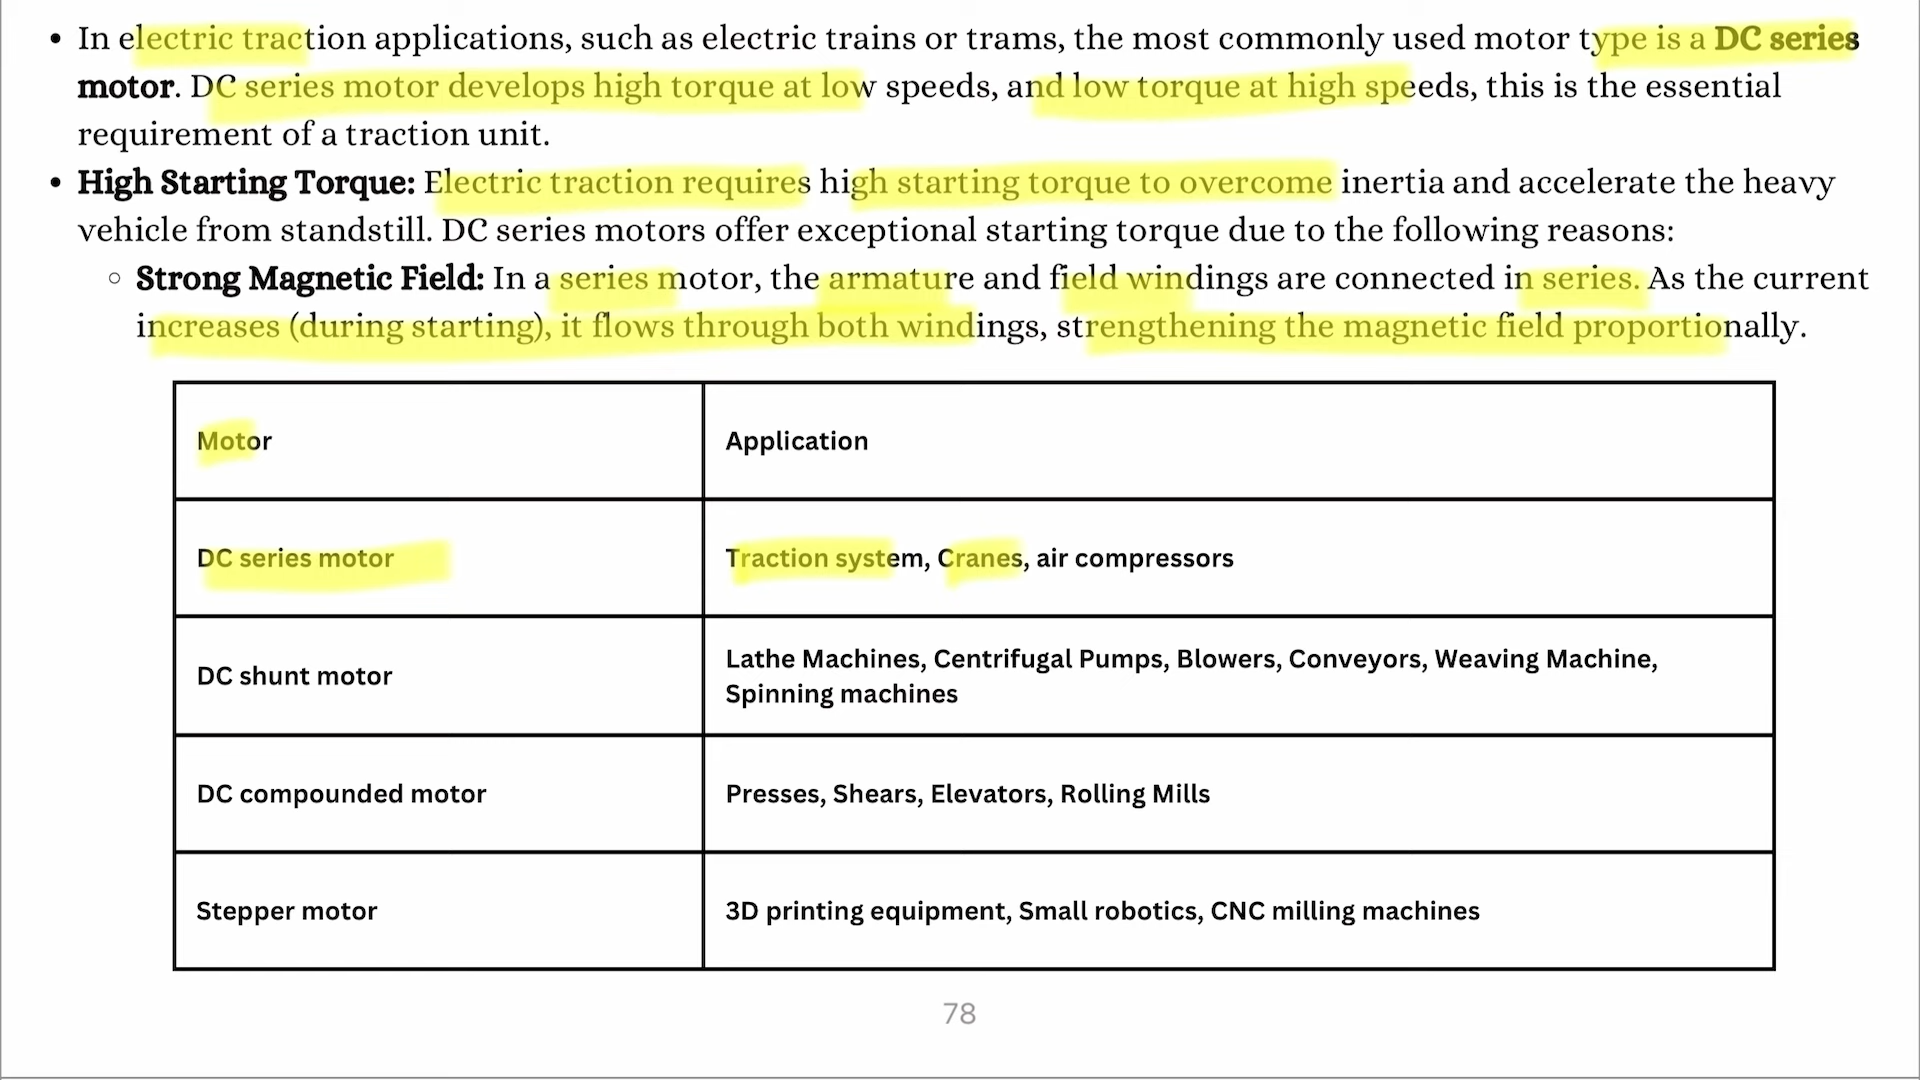 • In electric traction applications, such as electric trains or trams, the most commonly used motor type is a DC series
motor. DC series motor develops high torque at low speeds, and low torque at high speeds, this is the essential
requirement of a traction unit.
• High Starting Torque: Electric traction requires high starting torque to overcome inertia and accelerate the heavy
vehicle from standstill. DC series motors offer exceptional starting torque due to the following reasons:
◦ Strong Magnetic Field: In a series motor, the armature and field windings are connected in series. As the current
increases (during starting), it flows through both windings, strengthening the magnetic field proportionally.
Motor Application
DC series motor Traction system, Cranes, air compressors
DC shunt motor Lathe Machines, Centrifugal Pumps, Blowers, Conveyors, Weaving Machine,
Spinning machines
DC compounded motor Presses, Shears, Elevators, Rolling Mills
Stepper motor 3D printing equipment, Small robotics, CNC milling machines
78